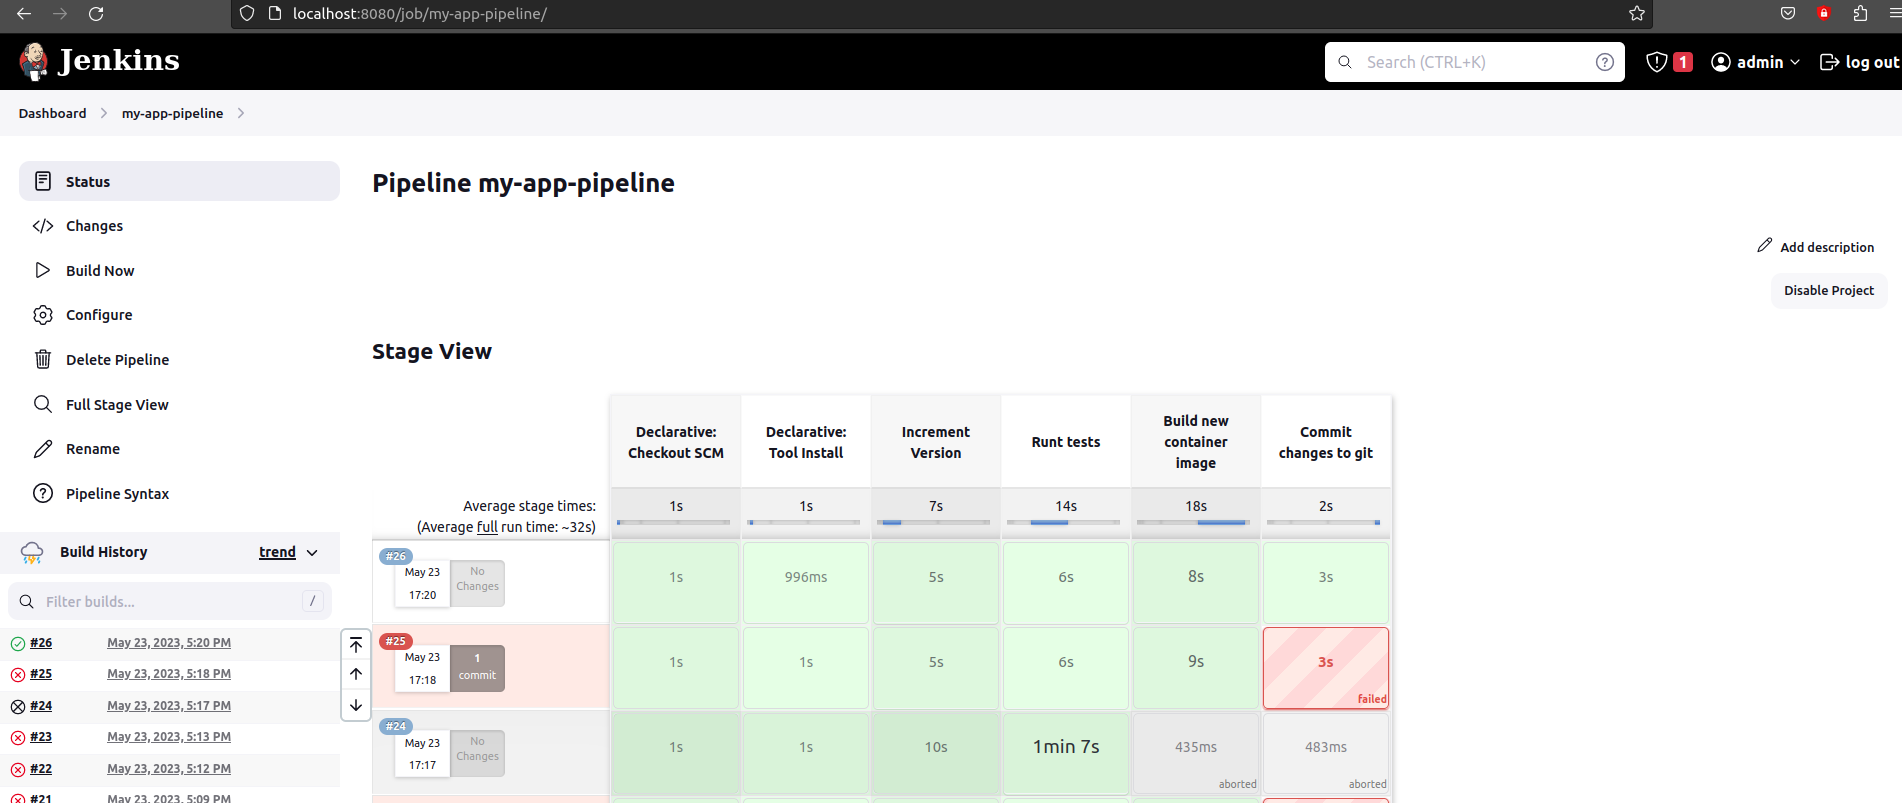 localhost:8080/job/my-app-pipeline/
Jenkins
Search (CTRL+K)
?
1
admin
log out
Dashboard
my-app-pipeline
Status
Changes
Build Now
Configure
Delete Pipeline
Full Stage View
Rename
Pipeline Syntax
Build History
trend
Filter builds...
/
#26 May 23, 2023, 5:20 PM
#25 May 23, 2023, 5:18 PM
#24 May 23, 2023, 5:17 PM
#23 May 23, 2023, 5:13 PM
#22 May 23, 2023, 5:12 PM
#21 May 23, 2023, 5:09 PM
Pipeline my-app-pipeline
Add description
Disable Project
Stage View
Declarative:
Checkout SCM
Declarative:
Tool Install
Increment
Version
Runt tests
Build new
container
image
Commit
changes to git
Average stage times:
(Average full run time: ~32s)
1s 1s 7s 14s 18s 2s
#26
May 23
17:20
No
Changes
1s 996ms 5s 6s 8s 3s
#25
May 23
17:18
1
commit
1s 1s 5s 6s 9s 3s
failed
#24
May 23
17:17
No
Changes
1s 1s 10s 1min 7s 435ms 483ms
aborted aborted